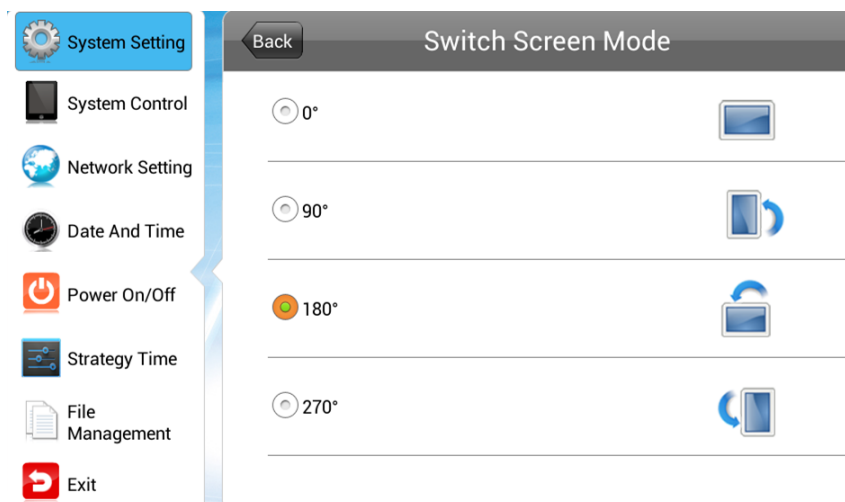 System Setting
System Control
Network Setting
Date And Time
Power On/Off
Strategy Time
File
Management
Exit
Back
Switch Screen Mode
0°
90°
180°
270°